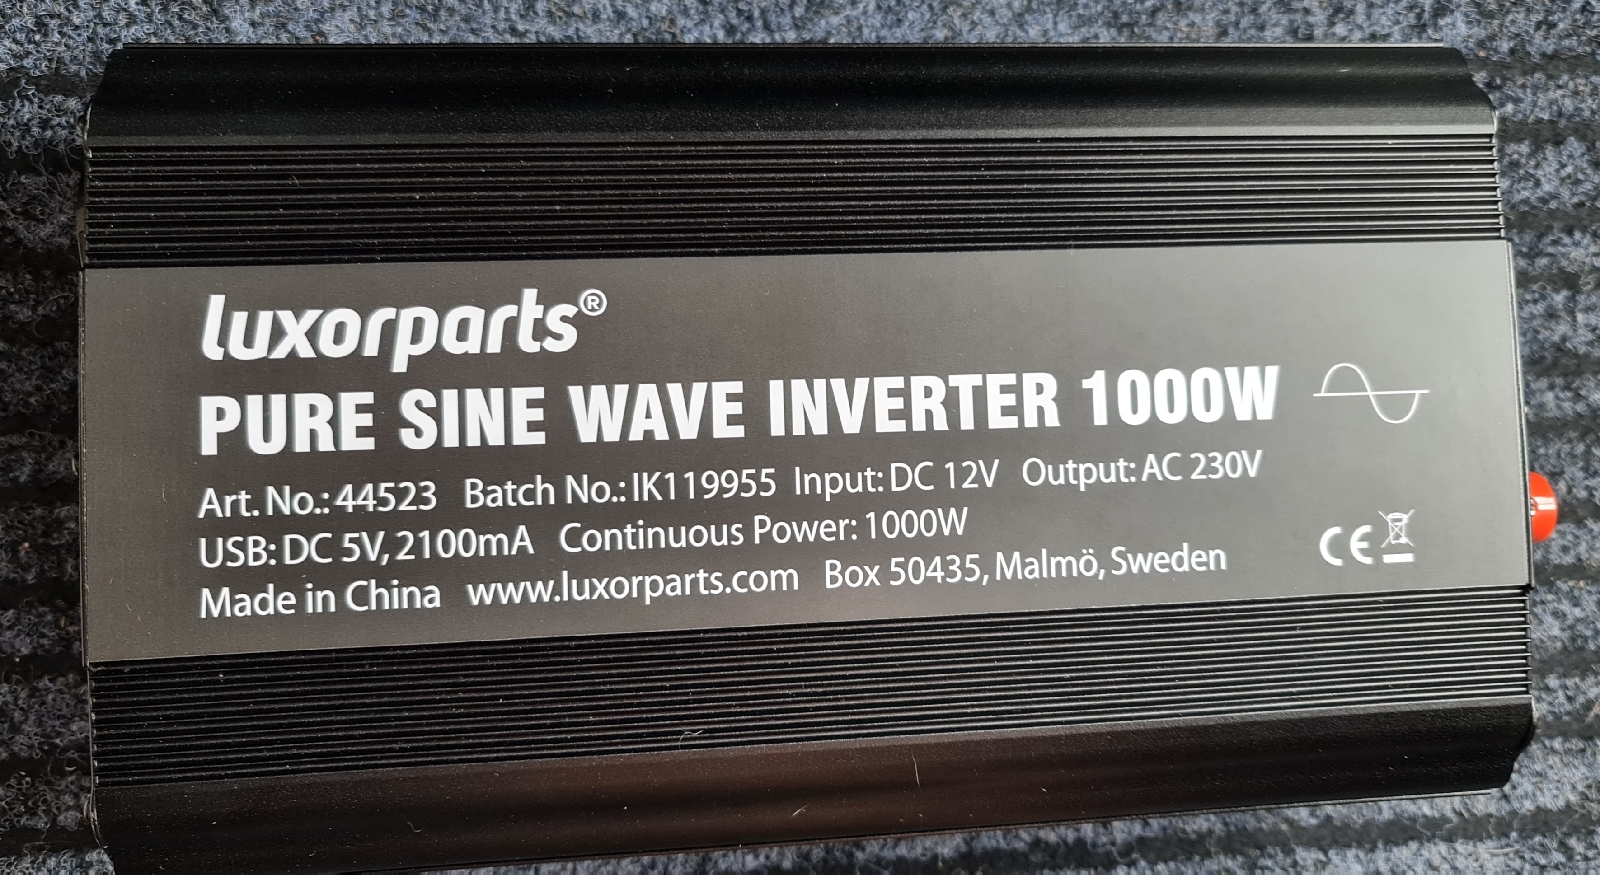 luxorparts®
PURE SINE WAVE INVERTER 1000W
Art. No.: 44523 Batch No.: IK119955 Input: DC 12V Output: AC 230V
USB: DC 5V, 2100mA Continuous Power: 1000W
Made in China www.luxorparts.com Box 50435, Malmö, Sweden
CE